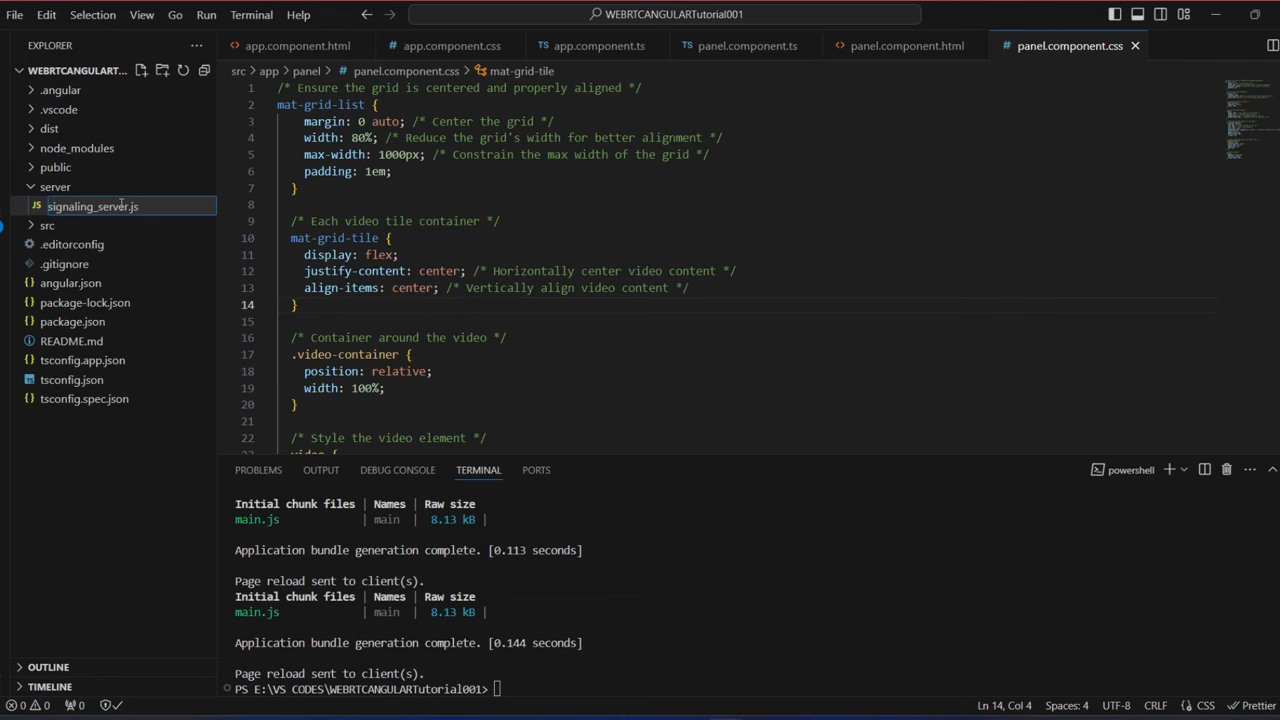 File Edit Selection View Go Run Terminal Help
WEBRTCANGULARTutorial001
EXPLORER
WEBRTCANGULART...
.angular
.vscode
dist
node_modules
public
server
JS signaling_server.js
src
.editorconfig
.gitignore
angular.json
package-lock.json
package.json
README.md
tsconfig.app.json
tsconfig.json
tsconfig.spec.json
OUTLINE
TIMELINE
app.component.html app.component.css TS app.component.ts TS panel.component.ts panel.component.html panel.component.css
src > app > panel > panel.component.css > mat-grid-tile
1 /* Ensure the grid is centered and properly aligned */
2 mat-grid-list {
3 margin: 0 auto; /* Center the grid */
4 width: 80%; /* Reduce the grid's width for better alignment */
5 max-width: 1000px; /* Constrain the max width of the grid */
6 padding: 1em;
7 }
8
9 /* Each video tile container */
10 mat-grid-tile {
11 display: flex;
12 justify-content: center; /* Horizontally center video content */
13 align-items: center; /* Vertically align video content */
14 }
15
16 /* Container around the video */
17 .video-container {
18 position: relative;
19 width: 100%;
20 }
21
22 /* Style the video element */
video {
PROBLEMS OUTPUT DEBUG CONSOLE TERMINAL PORTS
powershell
Initial chunk files | Names | Raw size
main.js | main | 8.13 kB |
Application bundle generation complete. [0.113 seconds]
Page reload sent to client(s).
Initial chunk files | Names | Raw size
main.js | main | 8.13 kB |
Application bundle generation complete. [0.144 seconds]
Page reload sent to client(s).
PS E:\VS CODES\WEBRTCANGULARTutorial001>
0 0 0 Ln 14, Col 4 Spaces: 4 UTF-8 CRLF CSS Prettier